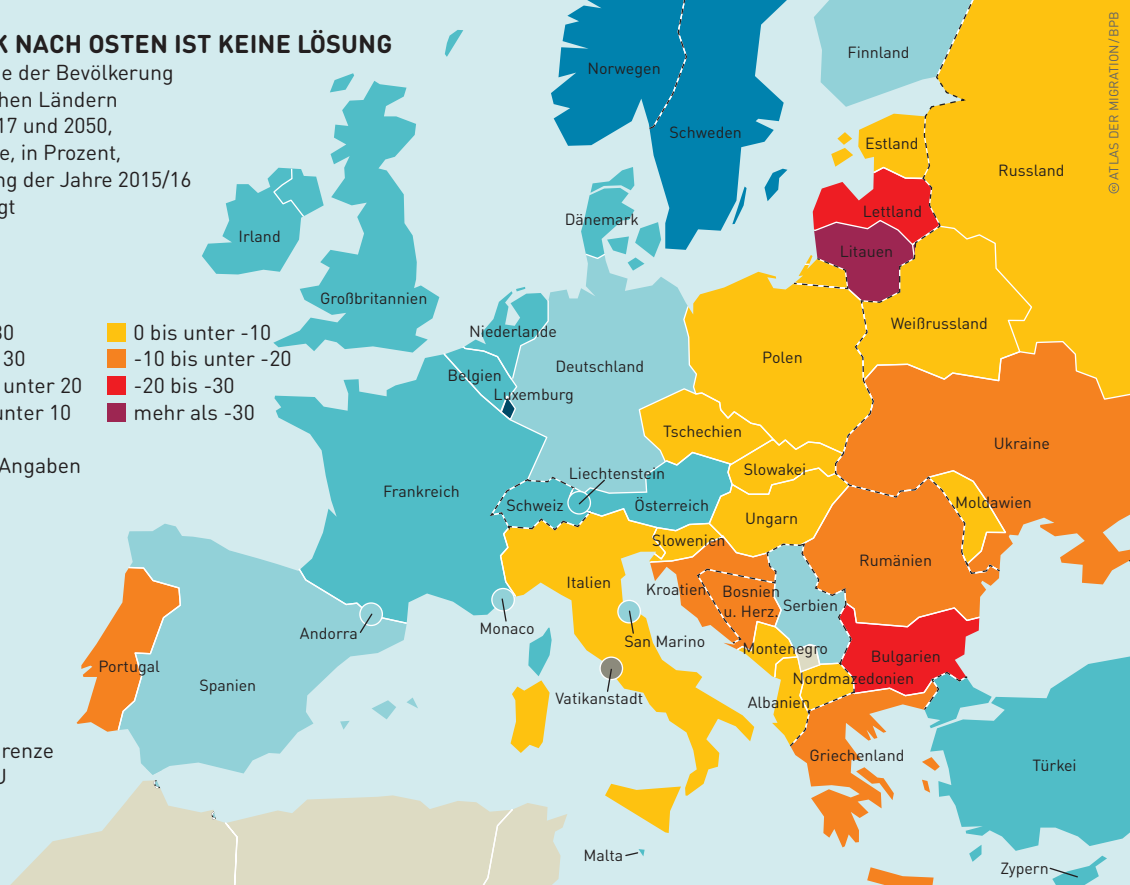 K NACH OSTEN IST KEINE LÖSUNG
e der Bevölkerung
hen Ländern
17 und 2050,
e, in Prozent,
ng der Jahre 2015/16
gt
30
30
unter 20
unter 10
0 bis unter -10
-10 bis unter -20
-20 bis -30
mehr als -30
Angaben
renze
U
© ATLAS DER MIGRATION / BPB
Norwegen
Schweden
Finnland
Estland
Russland
Lettland
Litauen
Dänemark
Irland
Großbritannien
Niederlande
Belgien
Luxemburg
Deutschland
Polen
Weißrussland
Ukraine
Tschechien
Slowakei
Liechtenstein
Frankreich
Schweiz
Österreich
Ungarn
Moldawien
Slowenien
Rumänien
Italien
Kroatien
Bosnien
u. Herz.
Serbien
Andorra
Monaco
San Marino
Montenegro
Bulgarien
Portugal
Spanien
Vatikanstadt
Nordmazedonien
Albanien
Griechenland
Türkei
Malta
Zypern